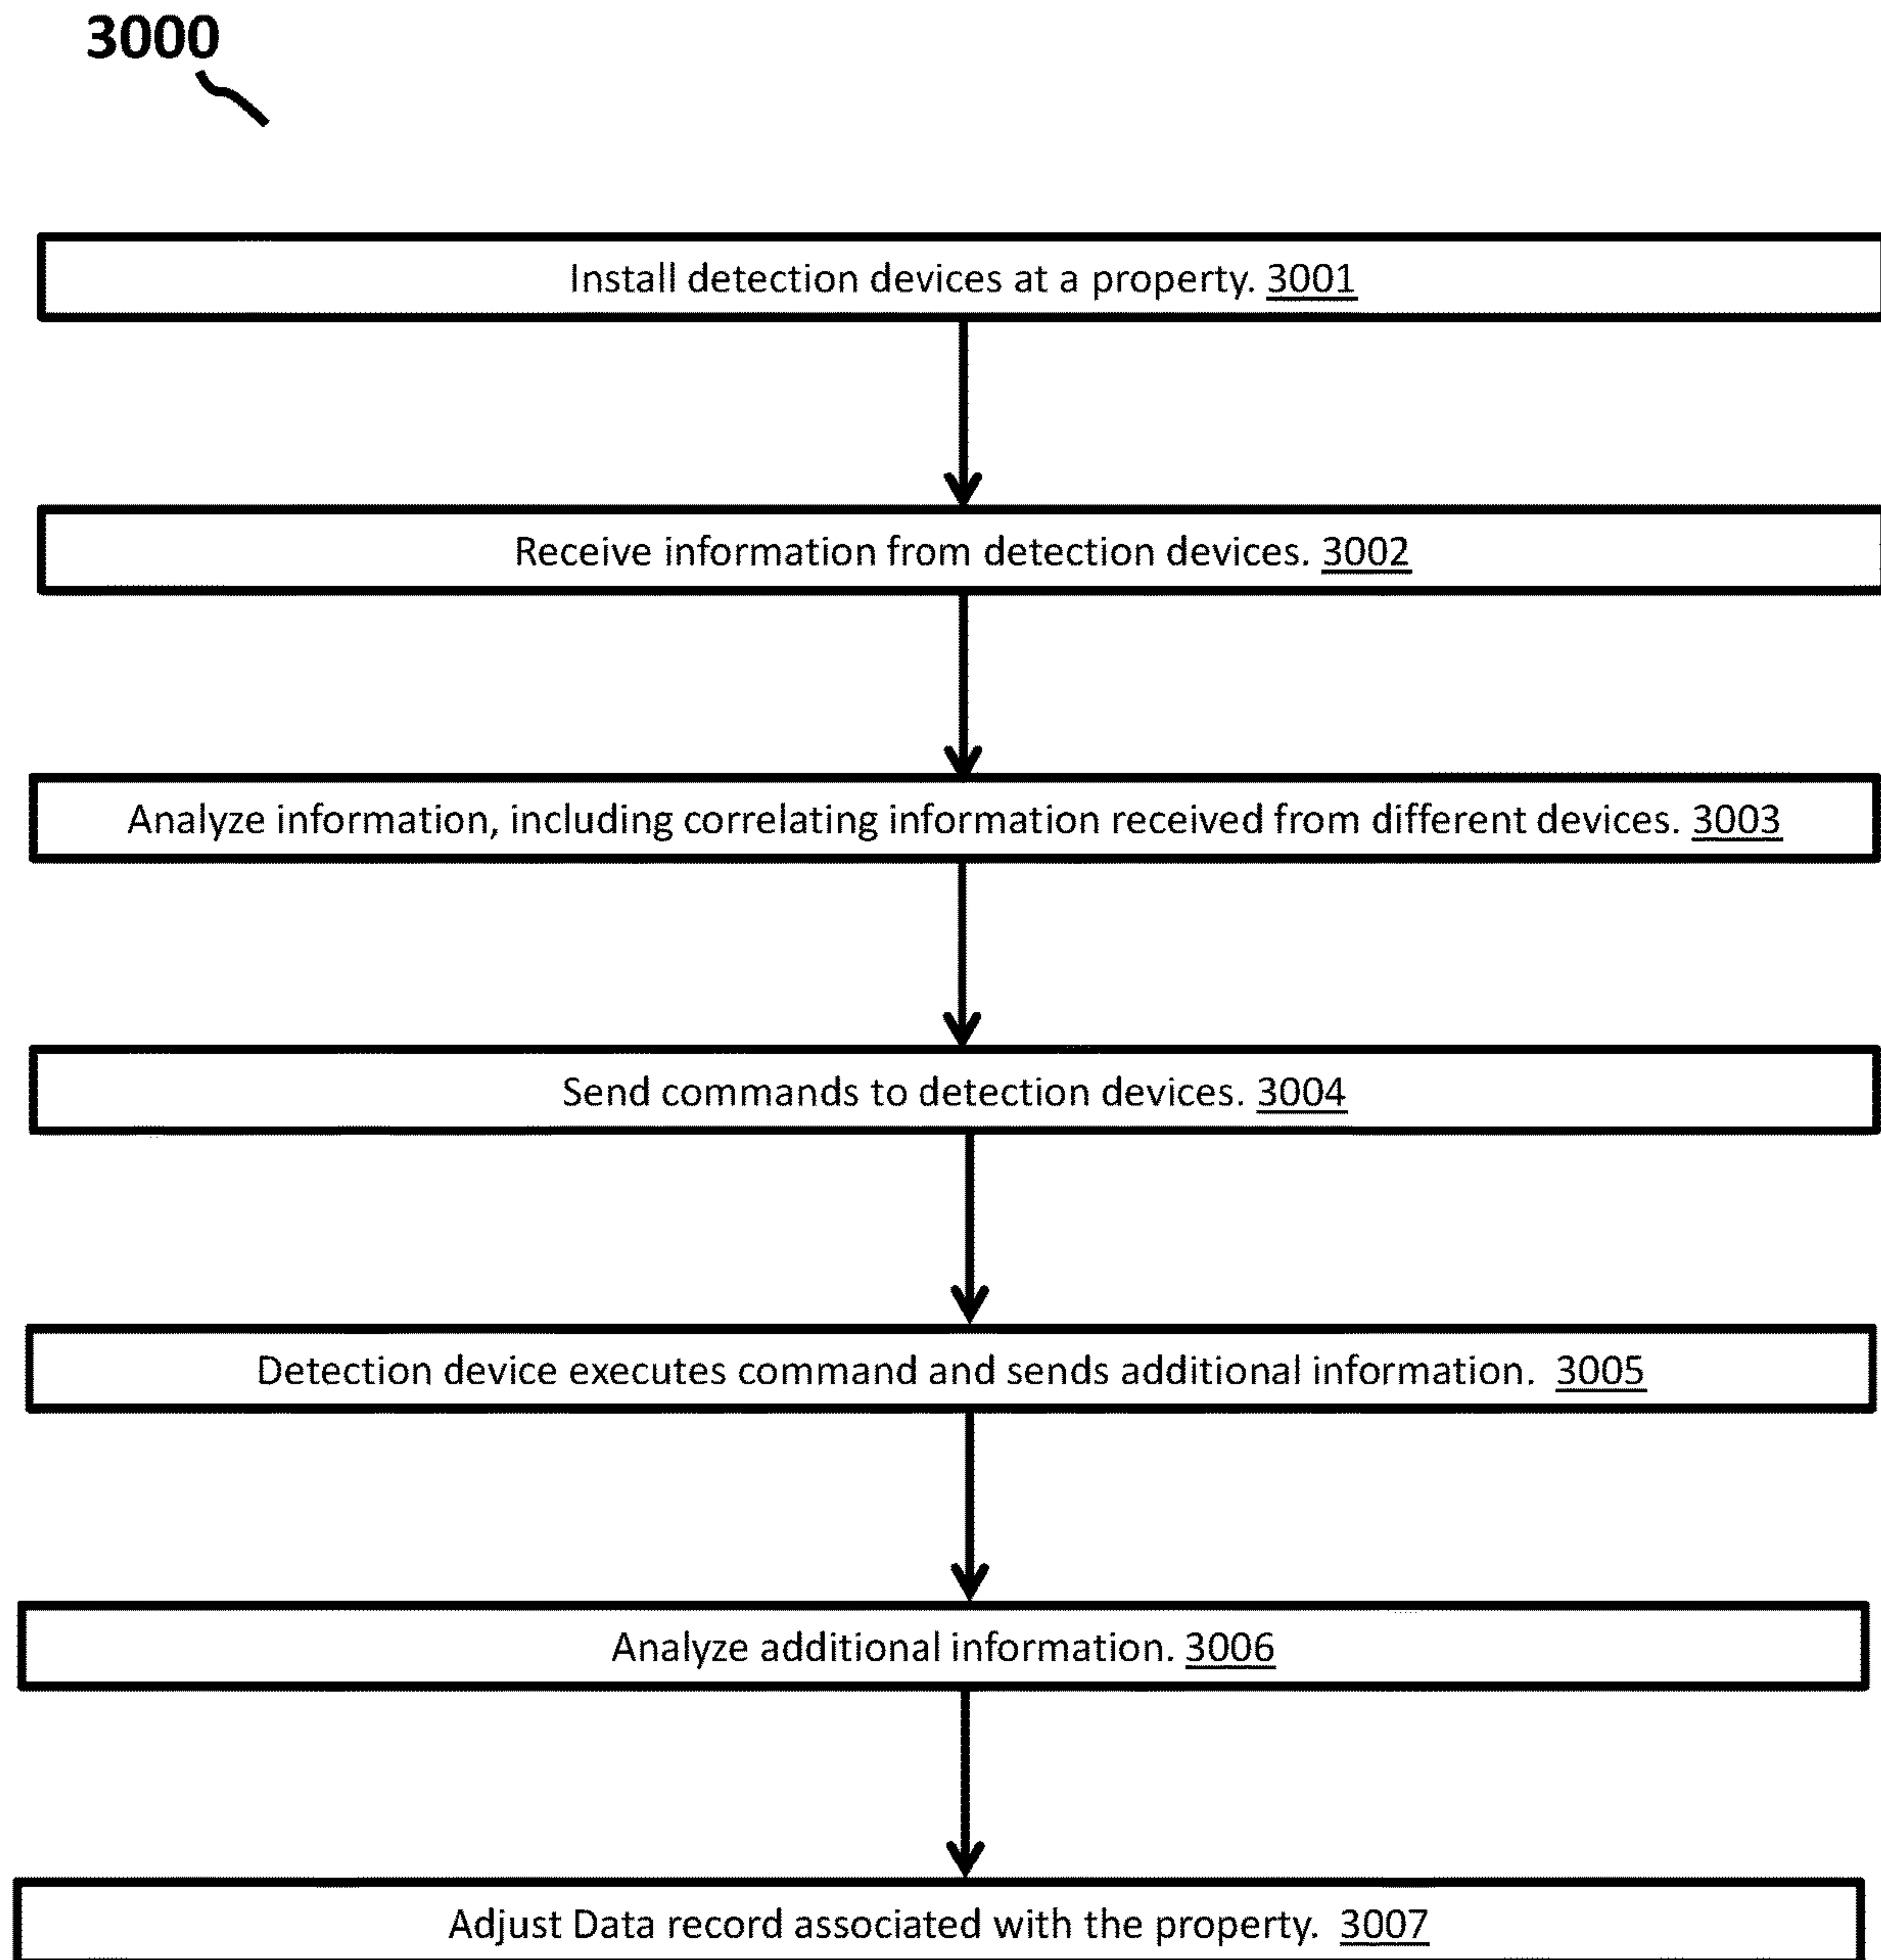 3000
Install detection devices at a property. 3001
Receive information from detection devices. 3002
Analyze information, including correlating information received from different devices. 3003
Send commands to detection devices. 3004
Detection device executes command and sends additional information. 3005
Analyze additional information. 3006
Adjust Data record associated with the property. 3007